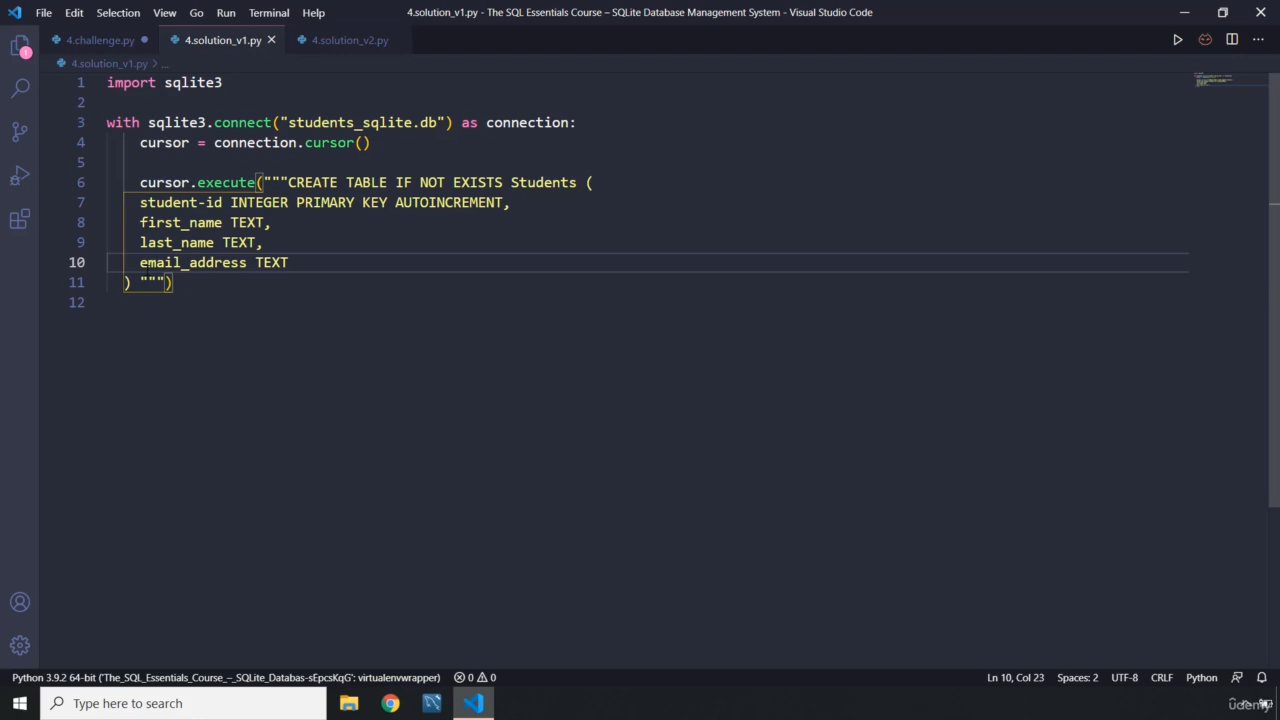 File Edit Selection View Go Run Terminal Help 4.solution_v1.py - The SQL Essentials Course – SQLite Database Management System - Visual Studio Code
4.challenge.py 4.solution_v1.py 4.solution_v2.py
4.solution_v1.py > ...
1 import sqlite3
2
3 with sqlite3.connect("students_sqlite.db") as connection:
4 cursor = connection.cursor()
5
6 cursor.execute("""CREATE TABLE IF NOT EXISTS Students (
7 student-id INTEGER PRIMARY KEY AUTOINCREMENT,
8 first_name TEXT,
9 last_name TEXT,
10 email_address TEXT
11 ) """)
12
1
Python 3.9.2 64-bit ('The_SQL_Essentials_Course_–_SQLite_Databas-sEpcsKqG': virtualenvwrapper) 0 0 Ln 10, Col 23 Spaces: 2 UTF-8 CRLF Python
Type here to search
udemy